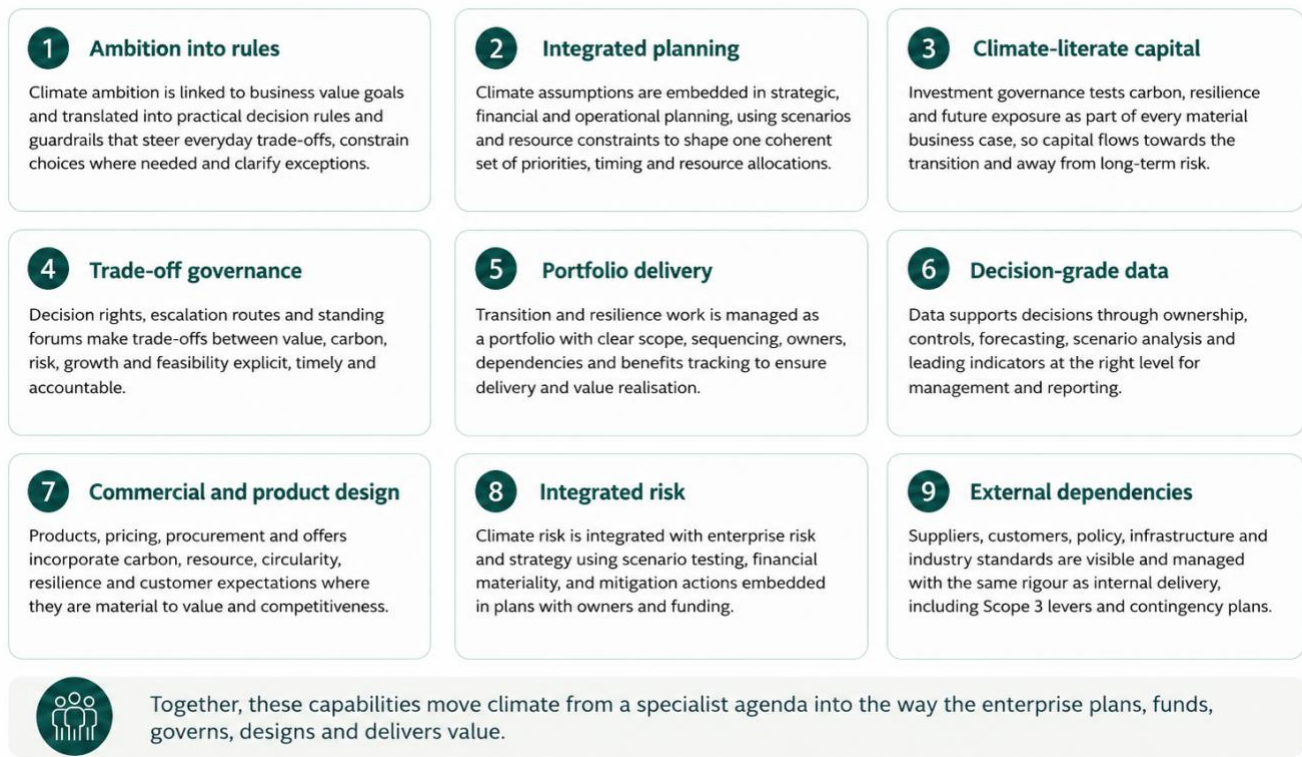 1 Ambition into rules
Climate ambition is linked to business value goals
and translated into practical decision rules and
guardrails that steer everyday trade-offs, constrain
choices where needed and clarify exceptions.
2 Integrated planning
Climate assumptions are embedded in strategic,
financial and operational planning, using scenarios
and resource constraints to shape one coherent
set of priorities, timing and resource allocations.
3 Climate-literate capital
Investment governance tests carbon, resilience
and future exposure as part of every material
business case, so capital flows towards the
transition and away from long-term risk.
4 Trade-off governance
Decision rights, escalation routes and standing
forums make trade-offs between value, carbon,
risk, growth and feasibility explicit, timely and
accountable.
5 Portfolio delivery
Transition and resilience work is managed as
a portfolio with clear scope, sequencing, owners,
dependencies and benefits tracking to ensure
delivery and value realisation.
6 Decision-grade data
Data supports decisions through ownership,
controls, forecasting, scenario analysis and
leading indicators at the right level for
management and reporting.
7 Commercial and product design
Products, pricing, procurement and offers
incorporate carbon, resource, circularity,
resilience and customer expectations where
they are material to value and competitiveness.
8 Integrated risk
Climate risk is integrated with enterprise risk
and strategy using scenario testing, financial
materiality, and mitigation actions embedded
in plans with owners and funding.
9 External dependencies
Suppliers, customers, policy, infrastructure and
industry standards are visible and managed
with the same rigour as internal delivery,
including Scope 3 levers and contingency plans.
Together, these capabilities move climate from a specialist agenda into the way the enterprise plans, funds,
governs, designs and delivers value.